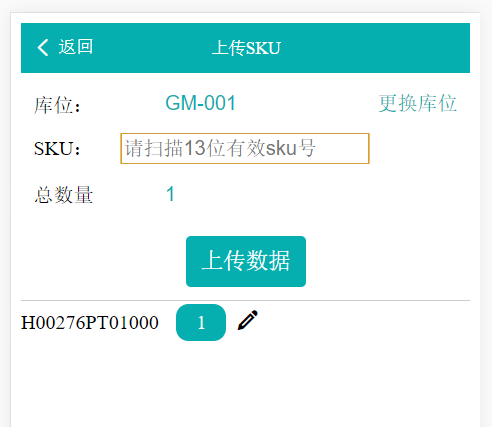 返回 上传SKU
库位： GM-001 更换库位
SKU： 请扫描13位有效sku号
总数量 1
上传数据
H00276PT01000 1